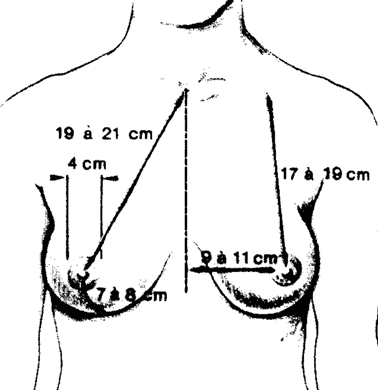 19 à 21 cm
4 cm
17 à 19 cm
9 à 11 cm
7 à 8 cm